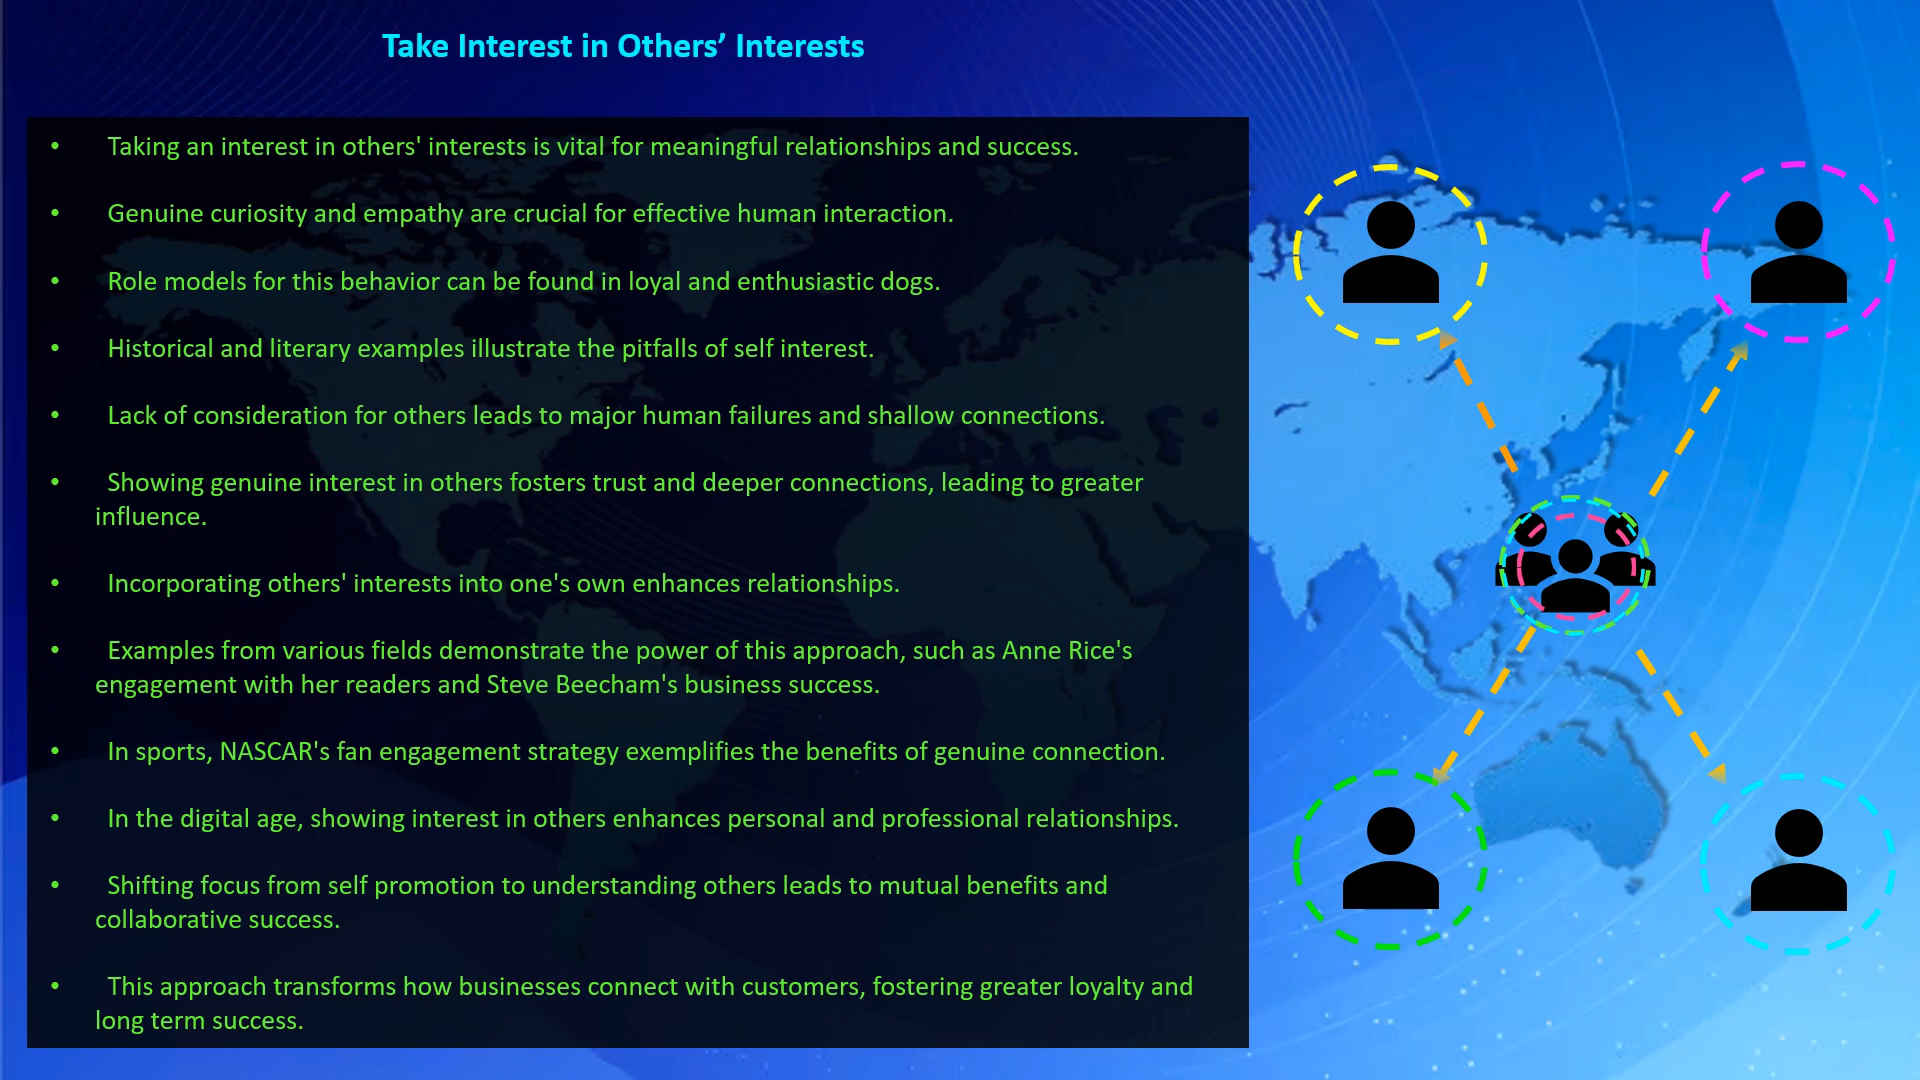 Take Interest in Others’ Interests
• Taking an interest in others' interests is vital for meaningful relationships and success.
• Genuine curiosity and empathy are crucial for effective human interaction.
• Role models for this behavior can be found in loyal and enthusiastic dogs.
• Historical and literary examples illustrate the pitfalls of self interest.
• Lack of consideration for others leads to major human failures and shallow connections.
• Showing genuine interest in others fosters trust and deeper connections, leading to greater
influence.
• Incorporating others' interests into one's own enhances relationships.
• Examples from various fields demonstrate the power of this approach, such as Anne Rice's
engagement with her readers and Steve Beecham's business success.
• In sports, NASCAR's fan engagement strategy exemplifies the benefits of genuine connection.
• In the digital age, showing interest in others enhances personal and professional relationships.
• Shifting focus from self promotion to understanding others leads to mutual benefits and
collaborative success.
• This approach transforms how businesses connect with customers, fostering greater loyalty and
long term success.